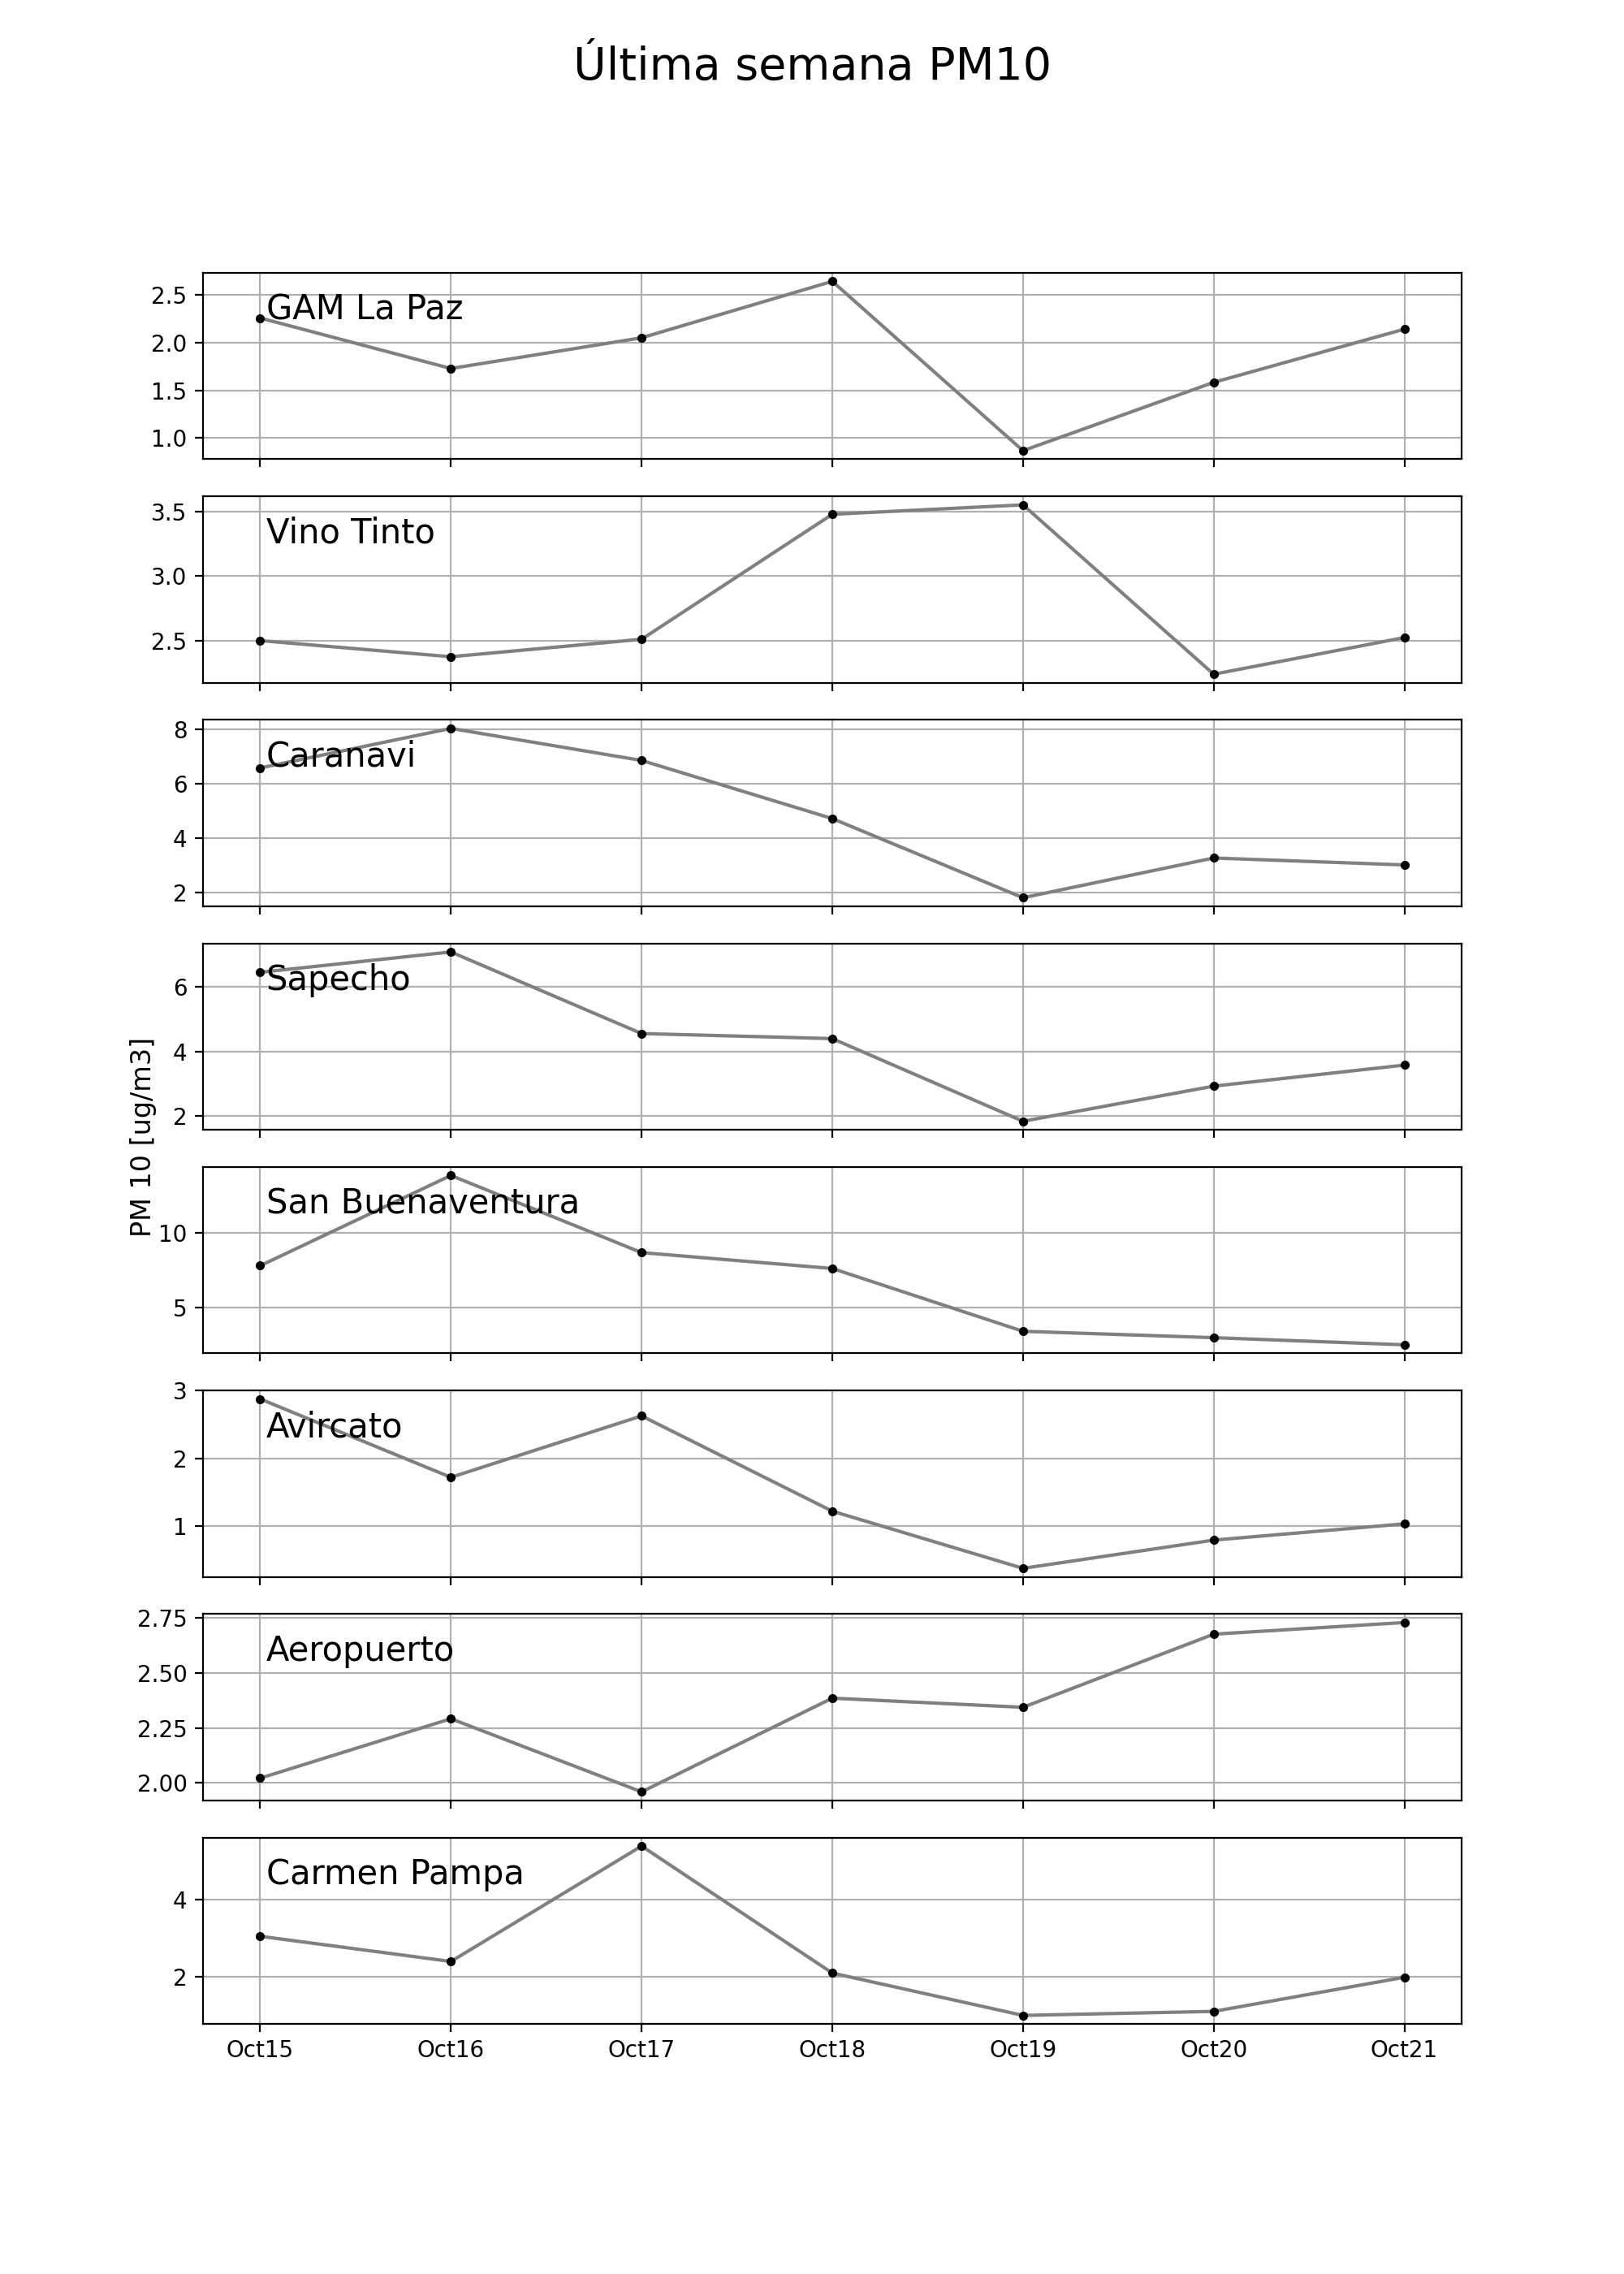 Última semana PM10
GAM La Paz
2.5
2.0
1.5
1.0
Vino Tinto
3.5
3.0
2.5
Caranavi
8
6
4
2
Sapecho
6
4
2
PM 10 [ug/m3]
San Buenaventura
10
5
Avircato
3
2
1
Aeropuerto
2.75
2.50
2.25
2.00
Carmen Pampa
4
2
Oct15 Oct16 Oct17 Oct18 Oct19 Oct20 Oct21